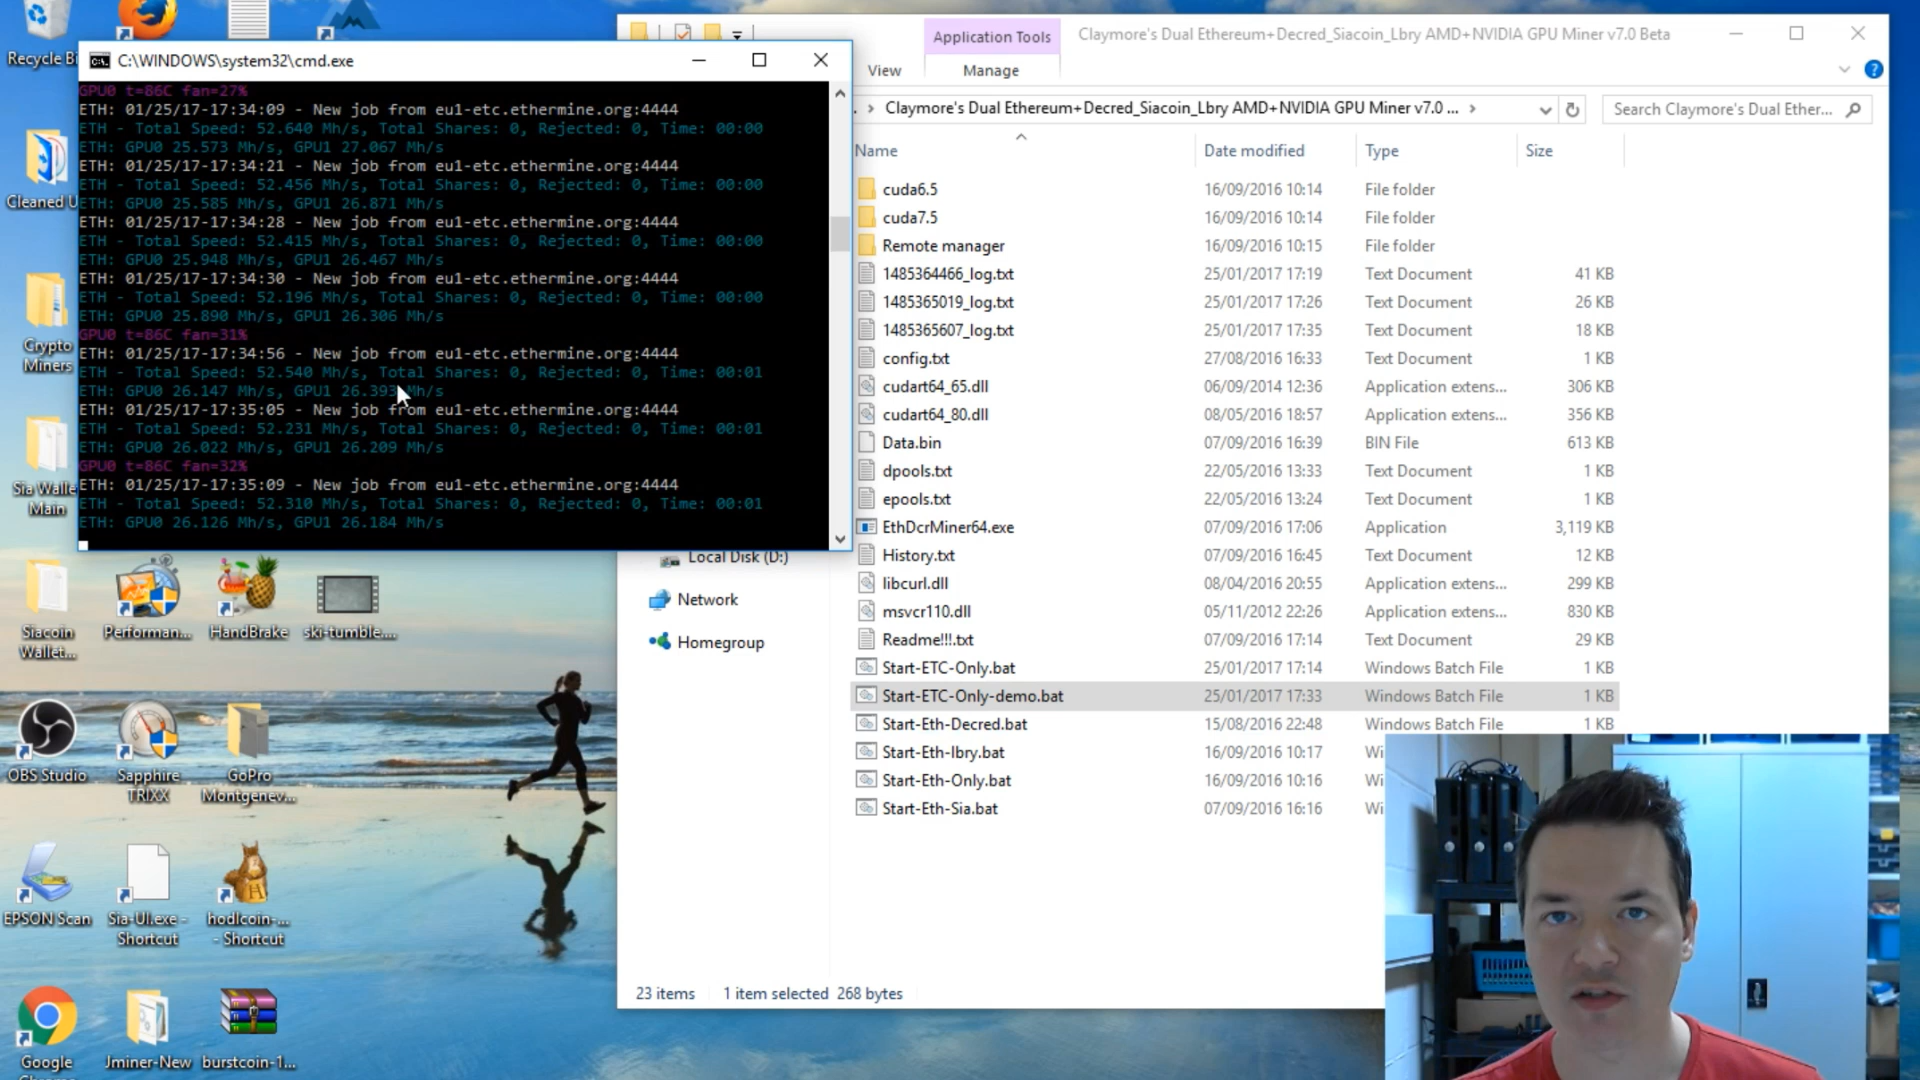 Recycle Bi
Cleaned U
Crypto
Miners
Sia Walle
Main
Siacoin
Wallet...
Performan...
HandBrake
ski-tumble....
OBS Studio
Sapphire
TRIXX
GoPro
Montgenev...
EPSON Scan
Sia-UI.exe -
Shortcut
hodlcoin-...
- Shortcut
Google
Jminer-New
burstcoin-1...
C:\WINDOWS\system32\cmd.exe
GPU0 t=86C fan=27%
ETH: 01/25/17-17:34:09 - New job from eu1-etc.ethermine.org:4444
ETH - Total Speed: 52.640 Mh/s, Total Shares: 0, Rejected: 0, Time: 00:00
ETH: GPU0 25.573 Mh/s, GPU1 27.067 Mh/s
ETH: 01/25/17-17:34:21 - New job from eu1-etc.ethermine.org:4444
ETH - Total Speed: 52.456 Mh/s, Total Shares: 0, Rejected: 0, Time: 00:00
ETH: GPU0 25.585 Mh/s, GPU1 26.871 Mh/s
ETH: 01/25/17-17:34:28 - New job from eu1-etc.ethermine.org:4444
ETH - Total Speed: 52.415 Mh/s, Total Shares: 0, Rejected: 0, Time: 00:00
ETH: GPU0 25.948 Mh/s, GPU1 26.467 Mh/s
ETH: 01/25/17-17:34:30 - New job from eu1-etc.ethermine.org:4444
ETH - Total Speed: 52.196 Mh/s, Total Shares: 0, Rejected: 0, Time: 00:00
ETH: GPU0 25.890 Mh/s, GPU1 26.306 Mh/s
GPU0 t=86C fan=31%
ETH: 01/25/17-17:34:56 - New job from eu1-etc.ethermine.org:4444
ETH - Total Speed: 52.540 Mh/s, Total Shares: 0, Rejected: 0, Time: 00:01
ETH: GPU0 26.147 Mh/s, GPU1 26.393 Mh/s
ETH: 01/25/17-17:35:05 - New job from eu1-etc.ethermine.org:4444
ETH - Total Speed: 52.231 Mh/s, Total Shares: 0, Rejected: 0, Time: 00:01
ETH: GPU0 26.022 Mh/s, GPU1 26.209 Mh/s
GPU0 t=86C fan=32%
ETH: 01/25/17-17:35:09 - New job from eu1-etc.ethermine.org:4444
ETH - Total Speed: 52.310 Mh/s, Total Shares: 0, Rejected: 0, Time: 00:01
ETH: GPU0 26.126 Mh/s, GPU1 26.184 Mh/s
Application Tools
Claymore's Dual Ethereum+Decred_Siacoin_Lbry AMD+NVIDIA GPU Miner v7.0 Beta
View
Manage
Claymore's Dual Ethereum+Decred_Siacoin_Lbry AMD+NVIDIA GPU Miner v7.0 ...
Search Claymore's Dual Ether...
Name Date modified Type Size
cuda6.5 16/09/2016 10:14 File folder
cuda7.5 16/09/2016 10:14 File folder
Remote manager 16/09/2016 10:15 File folder
1485364466_log.txt 25/01/2017 17:19 Text Document 41 KB
1485365019_log.txt 25/01/2017 17:26 Text Document 26 KB
1485365607_log.txt 25/01/2017 17:35 Text Document 18 KB
config.txt 27/08/2016 16:33 Text Document 1 KB
cudart64_65.dll 06/09/2014 12:36 Application extens... 306 KB
cudart64_80.dll 08/05/2016 18:57 Application extens... 356 KB
Data.bin 07/09/2016 16:39 BIN File 613 KB
dpools.txt 22/05/2016 13:33 Text Document 1 KB
epools.txt 22/05/2016 13:24 Text Document 1 KB
EthDcrMiner64.exe 07/09/2016 17:06 Application 3,119 KB
History.txt 07/09/2016 16:45 Text Document 12 KB
libcurl.dll 08/04/2016 20:55 Application extens... 299 KB
msvcr110.dll 05/11/2012 22:26 Application extens... 830 KB
Readme!!!.txt 07/09/2016 17:14 Text Document 29 KB
Start-ETC-Only.bat 25/01/2017 17:14 Windows Batch File 1 KB
Start-ETC-Only-demo.bat 25/01/2017 17:33 Windows Batch File 1 KB
Start-Eth-Decred.bat 15/08/2016 22:48 Windows Batch File 1 KB
Start-Eth-lbry.bat 16/09/2016 10:17 Wi
Start-Eth-Only.bat 16/09/2016 10:16 Wi
Start-Eth-Sia.bat 07/09/2016 16:16 Wi
Local Disk (D:)
Network
Homegroup
23 items 1 item selected 268 bytes